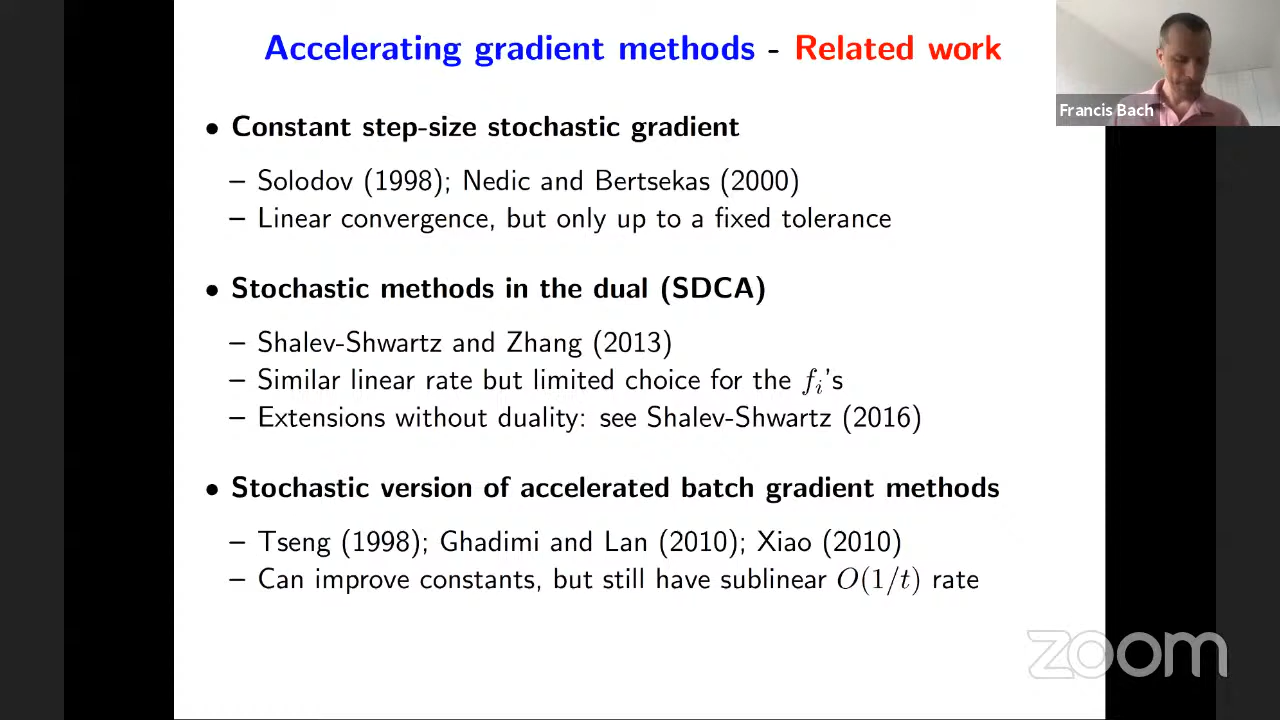 Accelerating gradient methods - Related work
Francis Bach
• Constant step-size stochastic gradient
– Solodov (1998); Nedic and Bertsekas (2000)
– Linear convergence, but only up to a fixed tolerance
• Stochastic methods in the dual (SDCA)
– Shalev-Shwartz and Zhang (2013)
– Similar linear rate but limited choice for the $f_i$'s
– Extensions without duality: see Shalev-Shwartz (2016)
• Stochastic version of accelerated batch gradient methods
– Tseng (1998); Ghadimi and Lan (2010); Xiao (2010)
– Can improve constants, but still have sublinear $O(1/t)$ rate
zoom